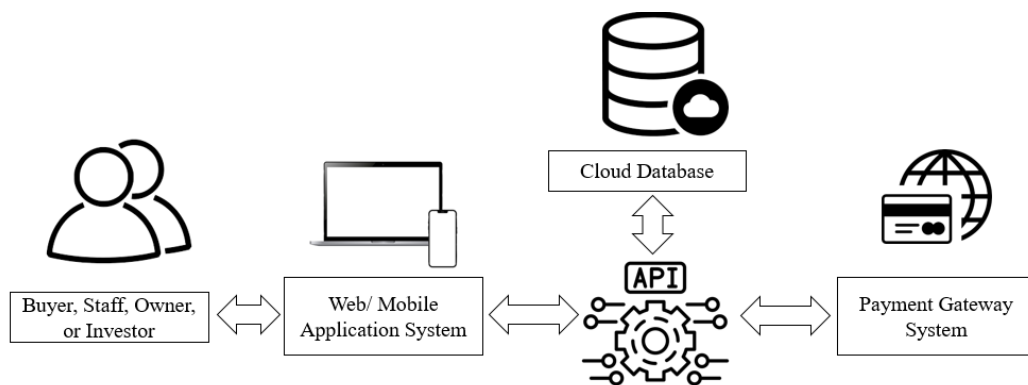 Cloud Database
API
Buyer, Staff, Owner,
or Investor
Web/ Mobile
Application System
Payment Gateway
System